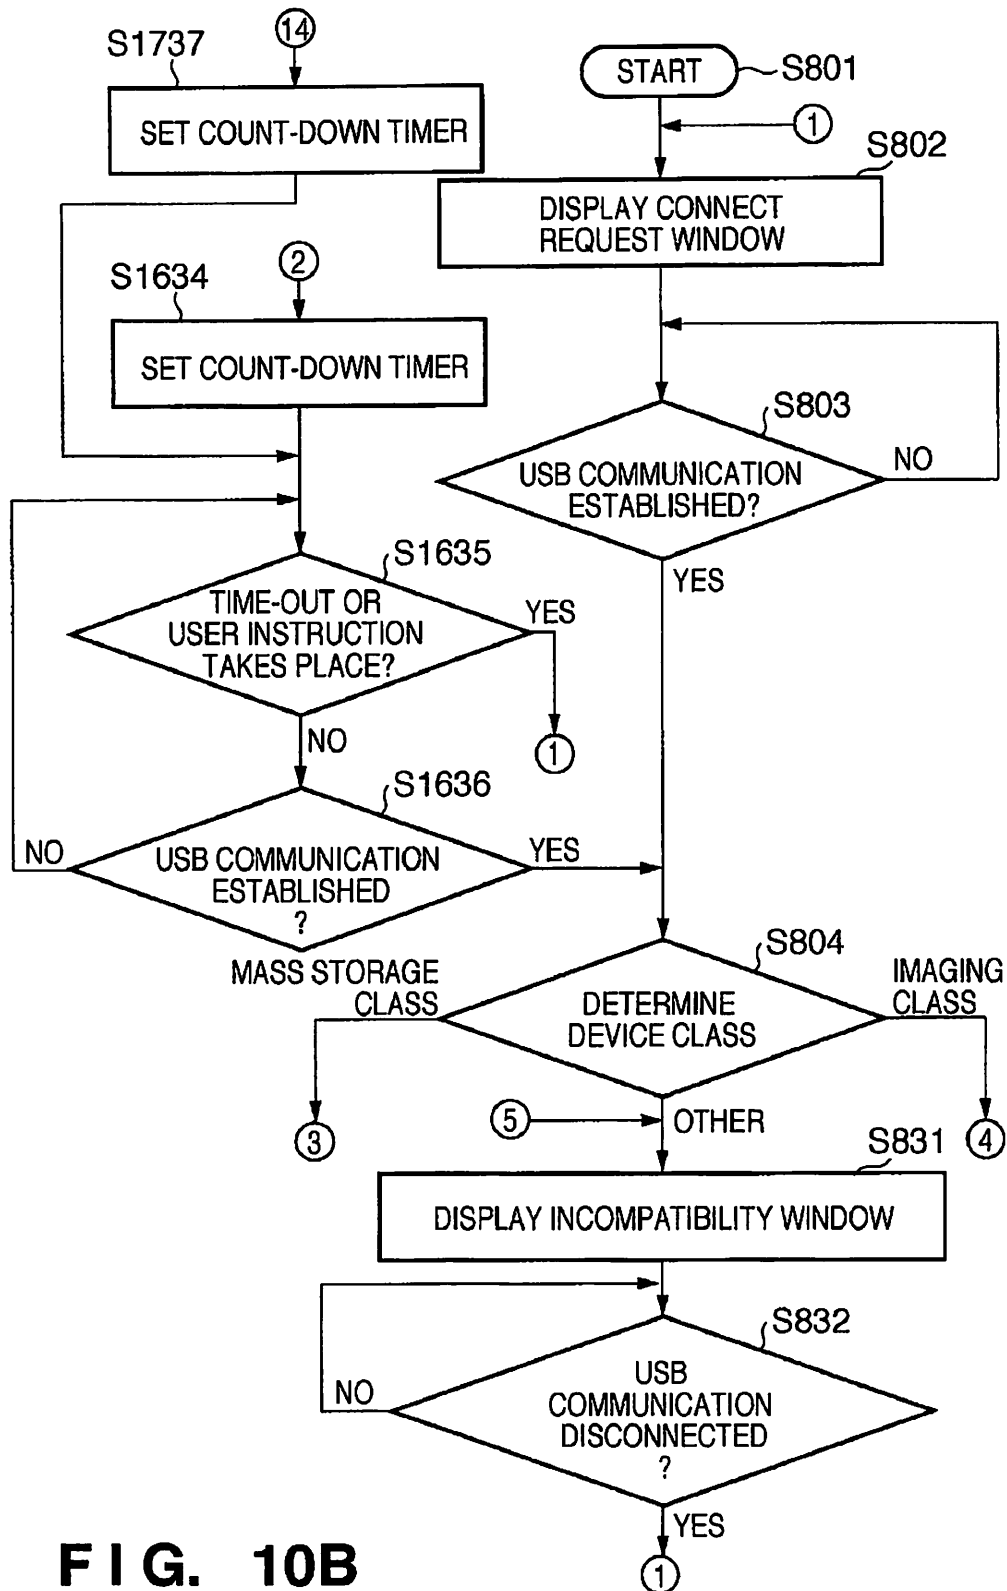 S1737
14
SET COUNT-DOWN TIMER
START
S801
1
S802
DISPLAY CONNECT
REQUEST WINDOW
S1634
2
SET COUNT-DOWN TIMER
S803
USB COMMUNICATION
ESTABLISHED?
NO
YES
S1635
TIME-OUT OR
USER INSTRUCTION
TAKES PLACE?
YES
NO
1
S1636
USB COMMUNICATION
ESTABLISHED
?
NO
YES
S804
DETERMINE
DEVICE CLASS
MASS STORAGE
CLASS
IMAGING
CLASS
3
5
OTHER
4
S831
DISPLAY INCOMPATIBILITY WINDOW
S832
USB
COMMUNICATION
DISCONNECTED
?
NO
YES
1
FIG. 10B